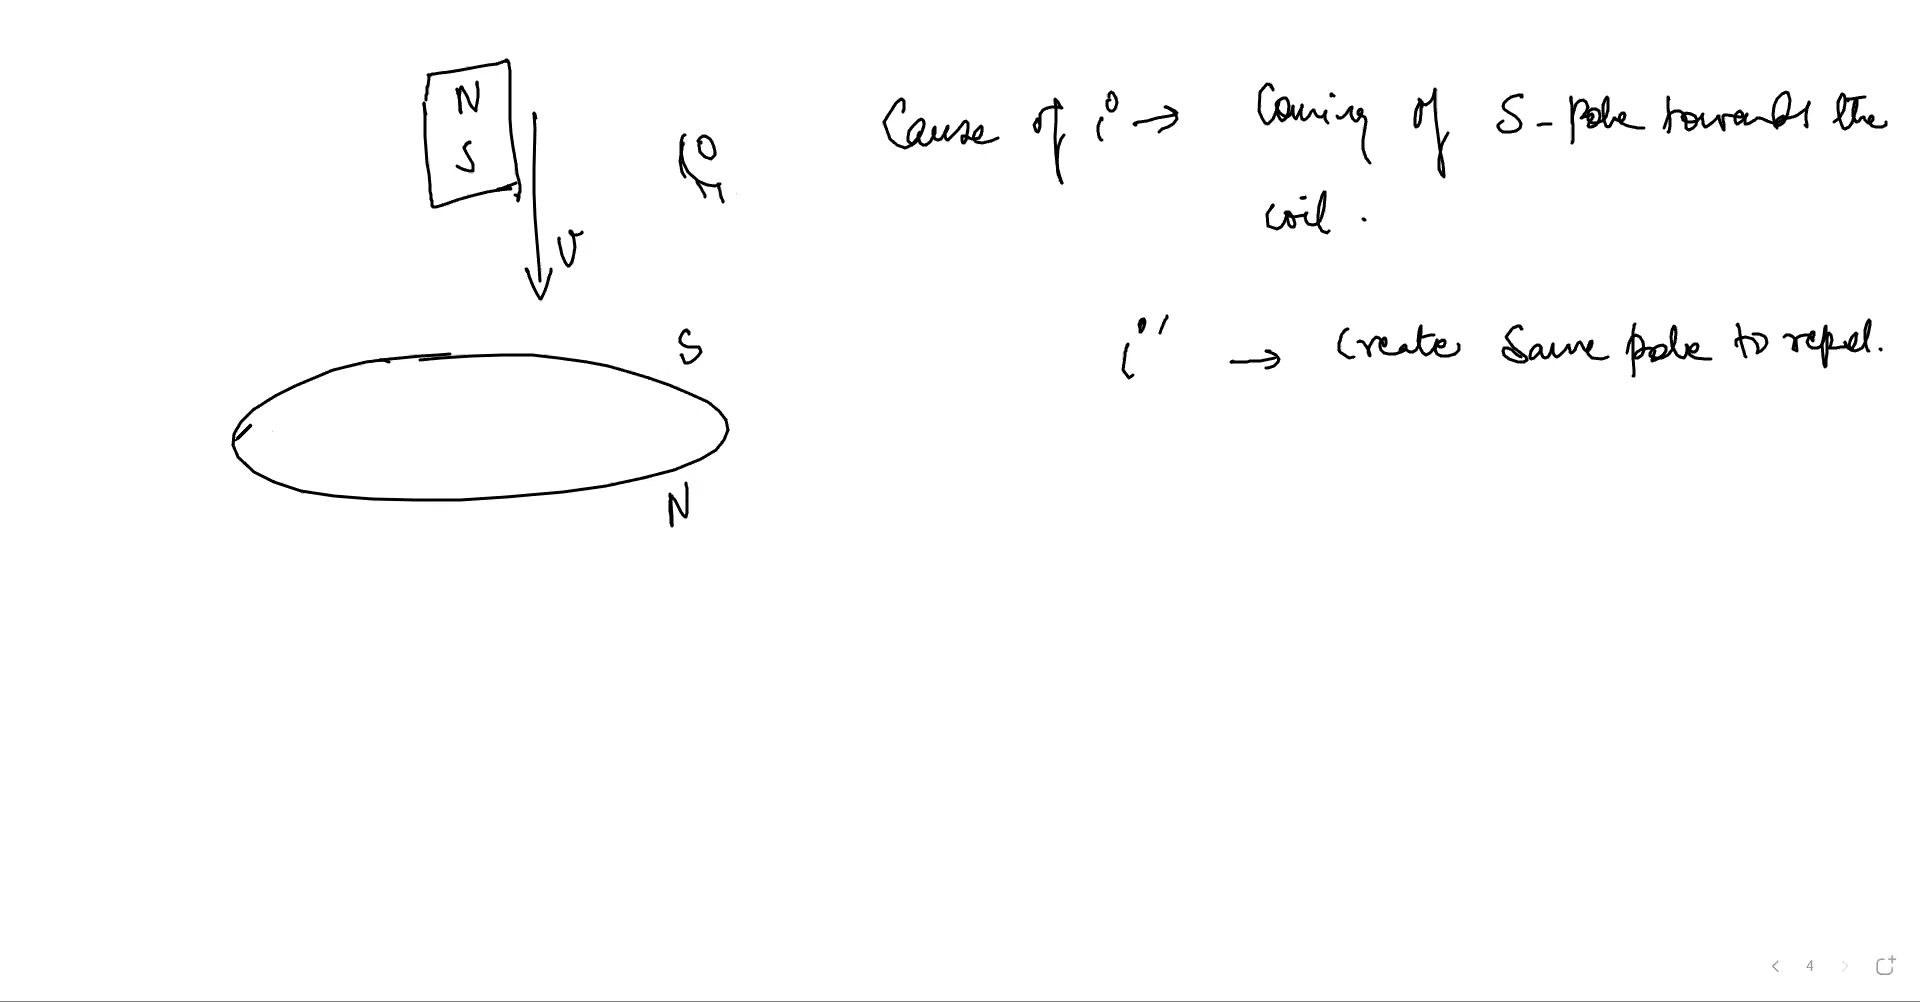 N
S
v
S
N
Cause of i → Coming of S-pole towards the
coil.
i' → Create Same pole to repel.
4